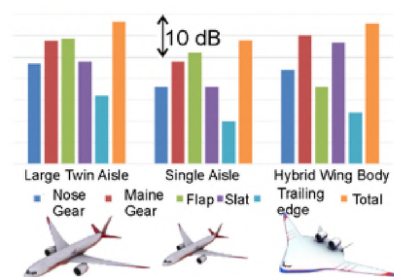 10 dB
Large Twin Aisle Single Aisle Hybrid Wing Body
Nose Gear Maine Gear Flap Slat Trailing edge Total